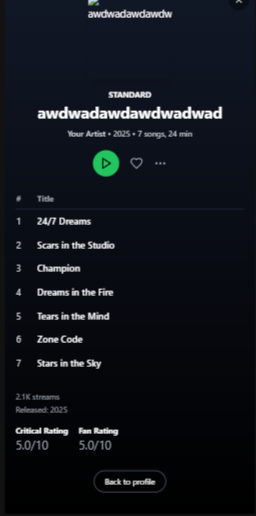 awdwadawdawdw
STANDARD
awdwadawdawdwadwad
Your Artist • 2025 • 7 songs, 24 min
# Title
1 24/7 Dreams
2 Scars in the Studio
3 Champion
4 Dreams in the Fire
5 Tears in the Mind
6 Zone Code
7 Stars in the Sky
2.1K streams
Released: 2025
Critical Rating Fan Rating
5.0/10 5.0/10
Back to profile